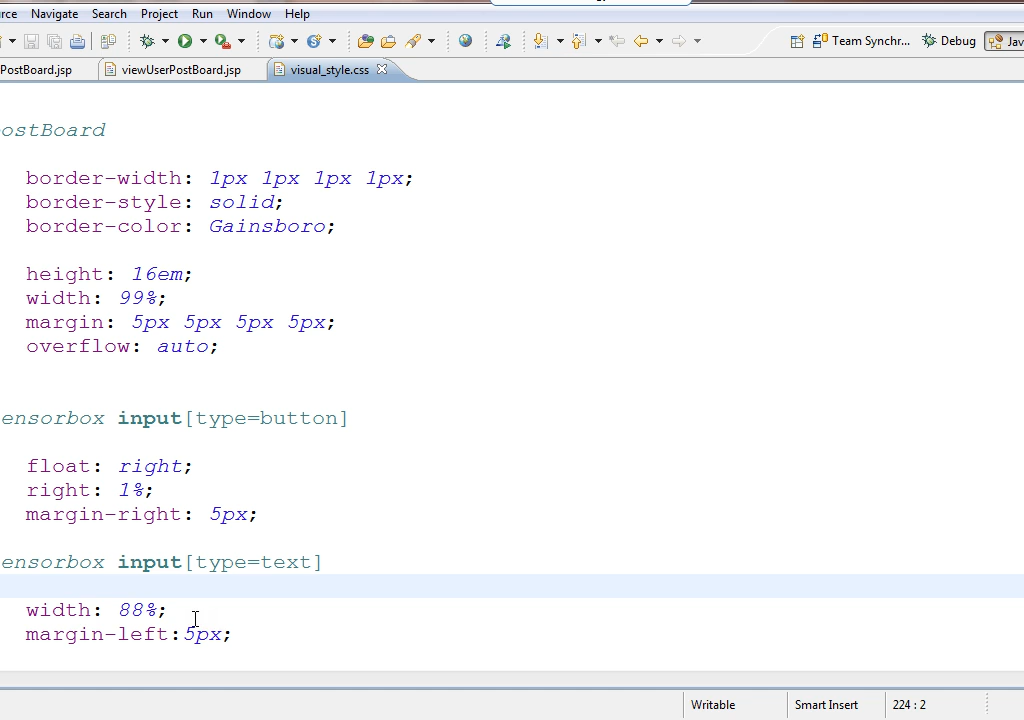 rce Navigate Search Project Run Window Help
Team Synchr... Debug Jav
PostBoard.jsp viewUserPostBoard.jsp visual_style.css
ostBoard
border-width: 1px 1px 1px 1px;
border-style: solid;
border-color: Gainsboro;
height: 16em;
width: 99%;
margin: 5px 5px 5px 5px;
overflow: auto;
ensorbox input[type=button]
float: right;
right: 1%;
margin-right: 5px;
ensorbox input[type=text]
width: 88%;
margin-left:5px;
Writable Smart Insert 224 : 2